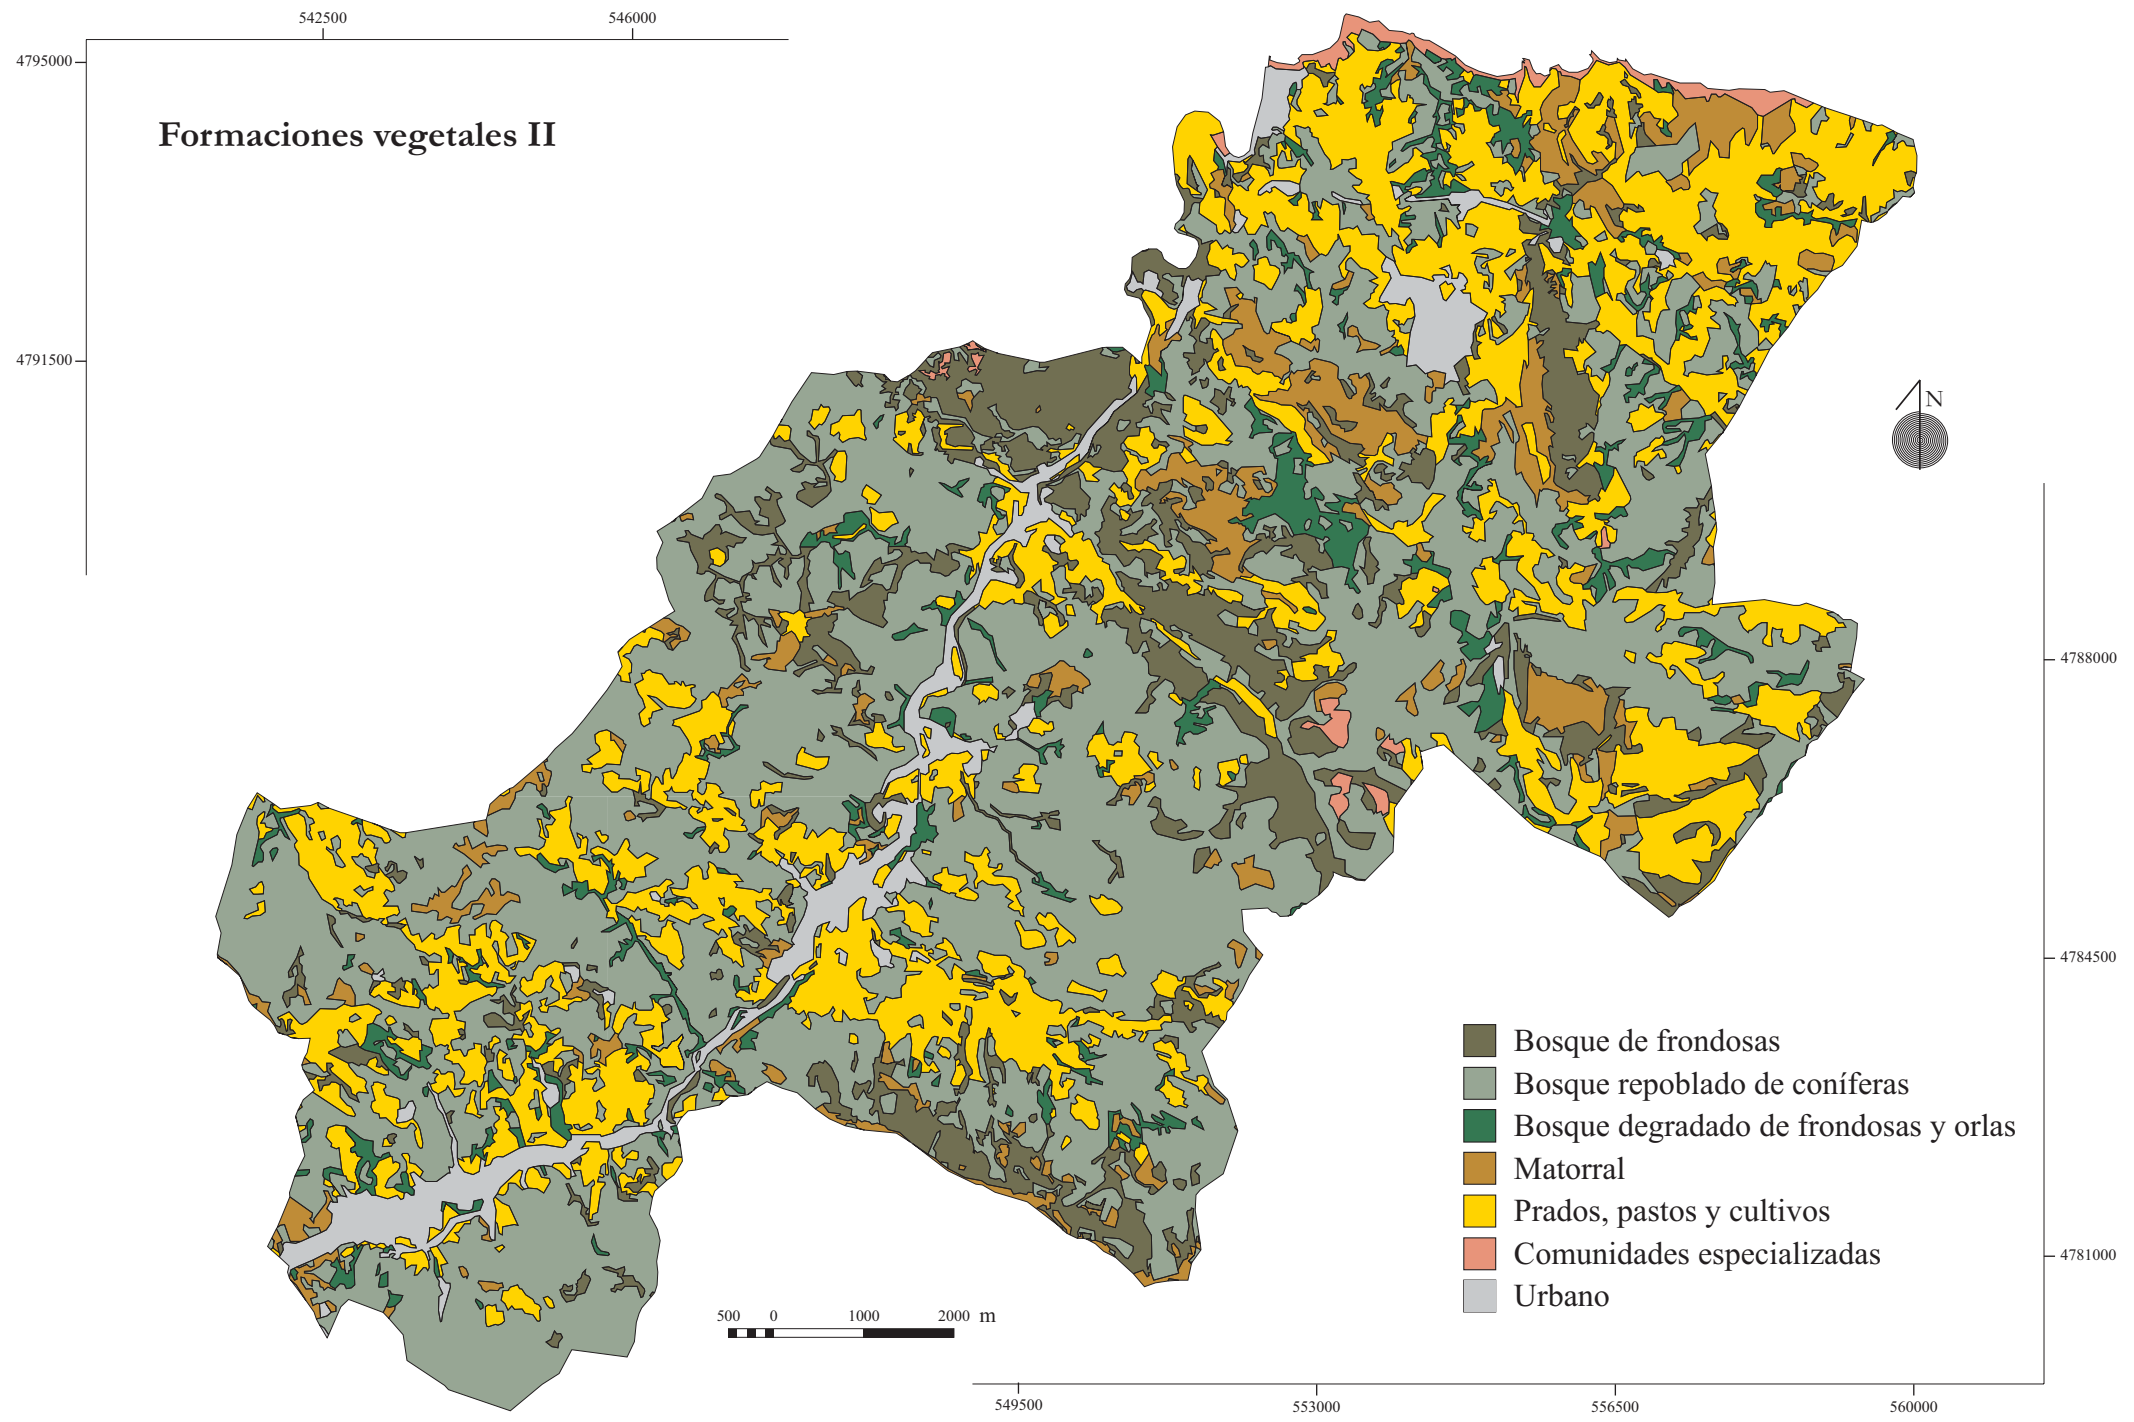 542500 546000
4795000
Formaciones vegetales II
4791500
N
4788000
4784500
Bosque de frondosas
Bosque repoblado de coníferas
Bosque degradado de frondosas y orlas
Matorral
Prados, pastos y cultivos
Comunidades especializadas
4781000
Urbano
500 0 1000 2000 m
549500 553000 556500 560000